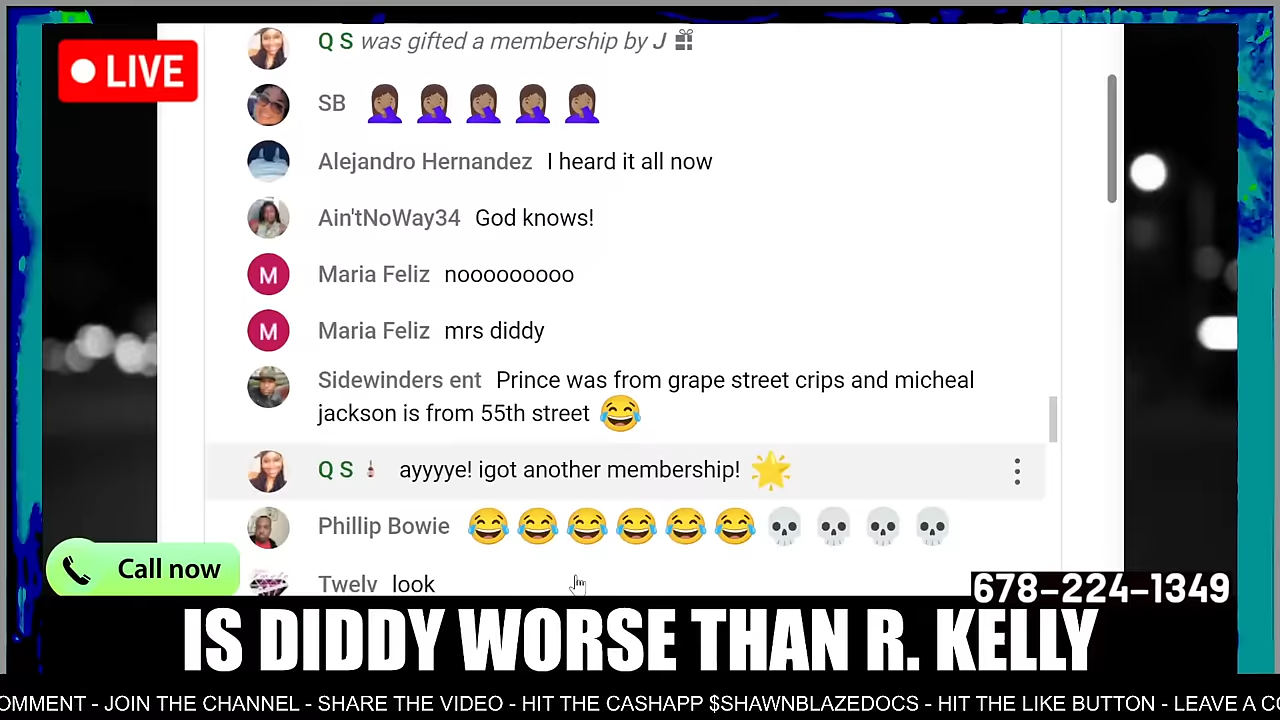 LIVE
Q S was gifted a membership by J
SB
Alejandro Hernandez I heard it all now
Ain'tNoWay34 God knows!
M Maria Feliz nooooooooo
M Maria Feliz mrs diddy
Sidewinders ent Prince was from grape street crips and micheal
jackson is from 55th street
Q S ayyyye! igot another membership!
Phillip Bowie
Twelv look
Call now
678-224-1349
IS DIDDY WORSE THAN R. KELLY
OMMENT - JOIN THE CHANNEL - SHARE THE VIDEO - HIT THE CASHAPP $SHAWNBLAZEDOCS - HIT THE LIKE BUTTON - LEAVE A CO